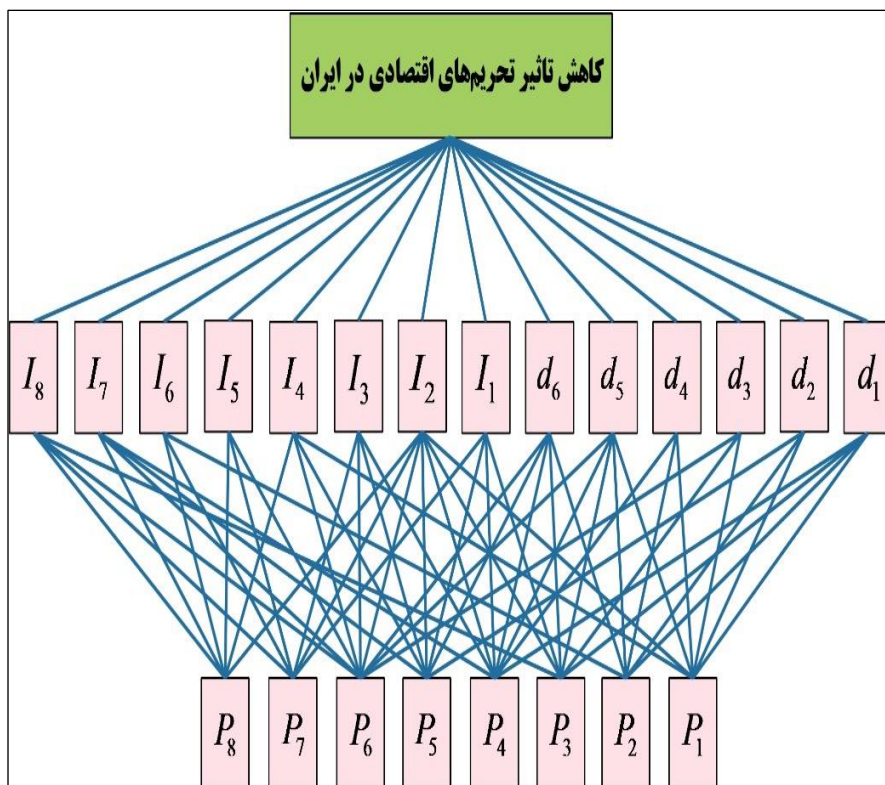 کاهش تاثیر تحریم‌های اقتصادی در ایران
I₈ I₇ I₆ I₅ I₄ I₃ I₂ I₁ d₆ d₅ d₄ d₃ d₂ d₁
P₈ P₇ P₆ P₅ P₄ P₃ P₂ P₁